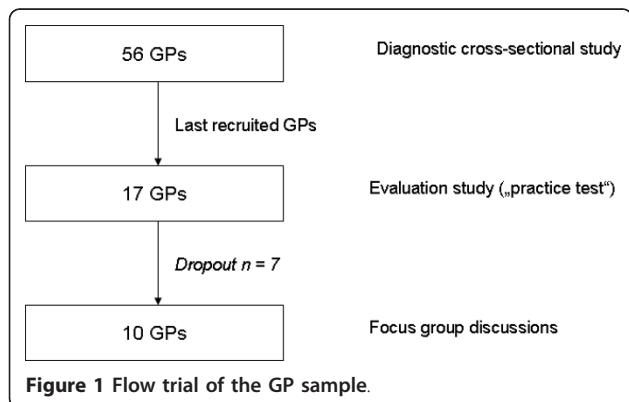 56 GPs
Diagnostic cross-sectional study
Last recruited GPs
17 GPs
Evaluation study („practice test“)
Dropout n = 7
10 GPs
Focus group discussions
Figure 1 Flow trial of the GP sample.